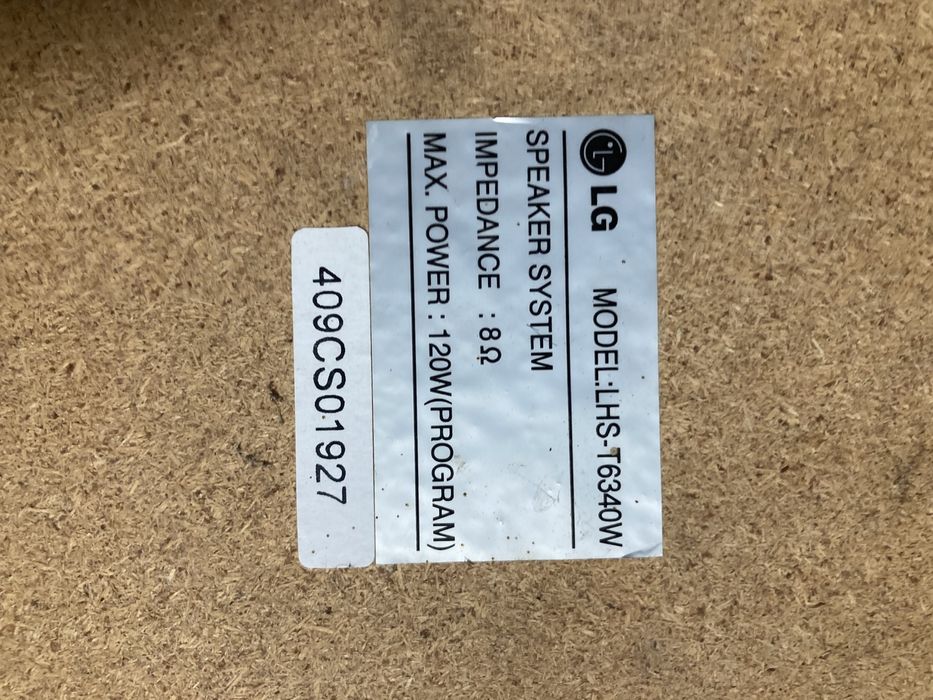 LG MODEL:LHS-T6340W
SPEAKER SYSTEM
IMPEDANCE : 8Ω
MAX. POWER : 120W(PROGRAM)
409CS01927